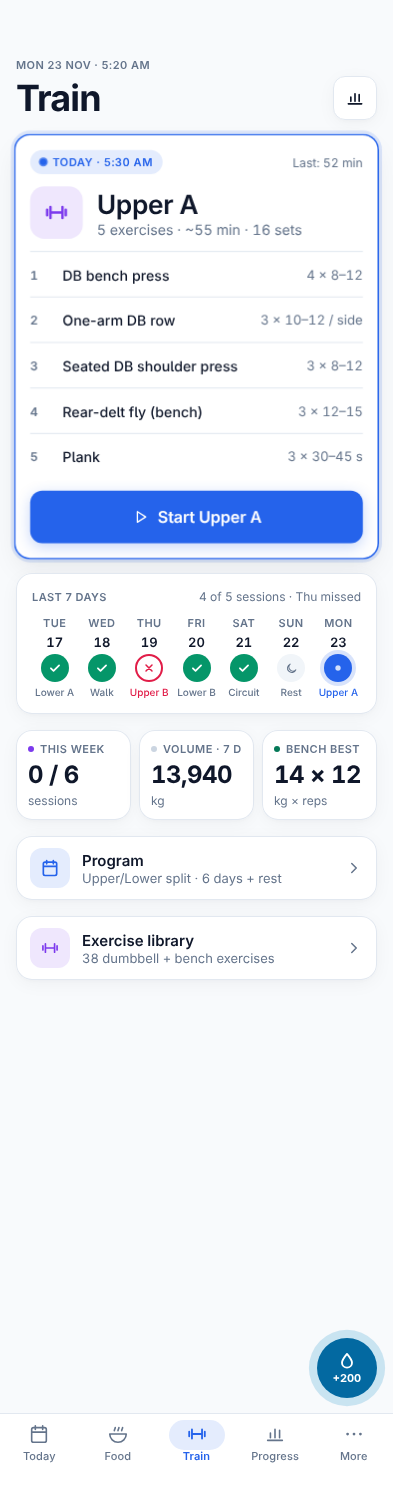 MON 23 NOV · 5:20 AM
Train
TODAY · 5:30 AM
Last: 52 min
Upper A
5 exercises · ~55 min · 16 sets
1 DB bench press 4 × 8–12
2 One-arm DB row 3 × 10–12 / side
3 Seated DB shoulder press 3 × 8–12
4 Rear-delt fly (bench) 3 × 12–15
5 Plank 3 × 30–45 s
Start Upper A
LAST 7 DAYS 4 of 5 sessions · Thu missed
TUE WED THU FRI SAT SUN MON
17 18 19 20 21 22 23
Lower A Walk Upper B Lower B Circuit Rest Upper A
THIS WEEK
0 / 6
sessions
VOLUME · 7 D
13,940
kg
BENCH BEST
14 × 12
kg × reps
Program
Upper/Lower split · 6 days + rest
Exercise library
38 dumbbell + bench exercises
+200
Today Food Train Progress More